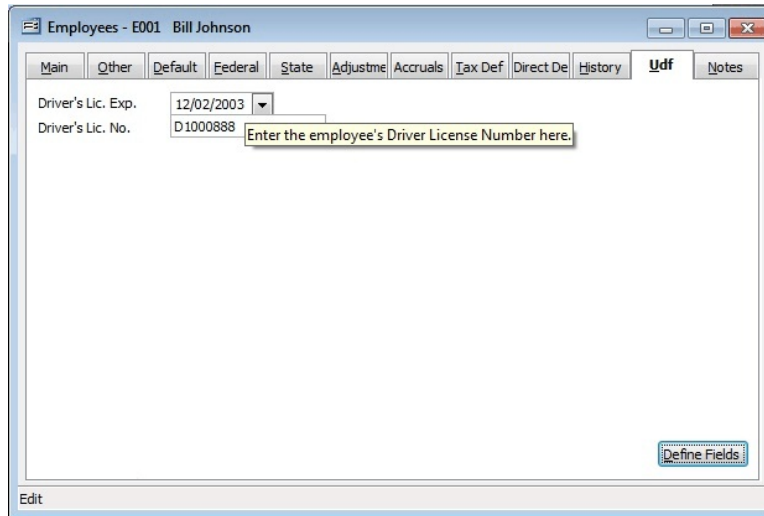 Employees - E001 Bill Johnson
Main Other Default Federal State Adjustme Accruals Tax Def Direct De History Udf Notes
Driver's Lic. Exp. 12/02/2003
Driver's Lic. No. D1000888
Enter the employee's Driver License Number here.
Define Fields
Edit